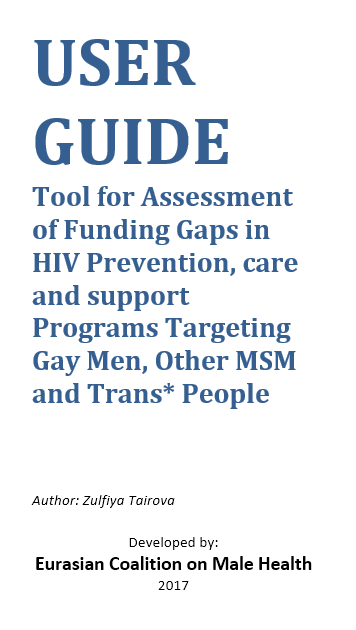 USER
GUIDE
Tool for Assessment
of Funding Gaps in
HIV Prevention, care
and support
Programs Targeting
Gay Men, Other MSM
and Trans* People
Author: Zulfiya Tairova
Developed by:
Eurasian Coalition on Male Health
2017